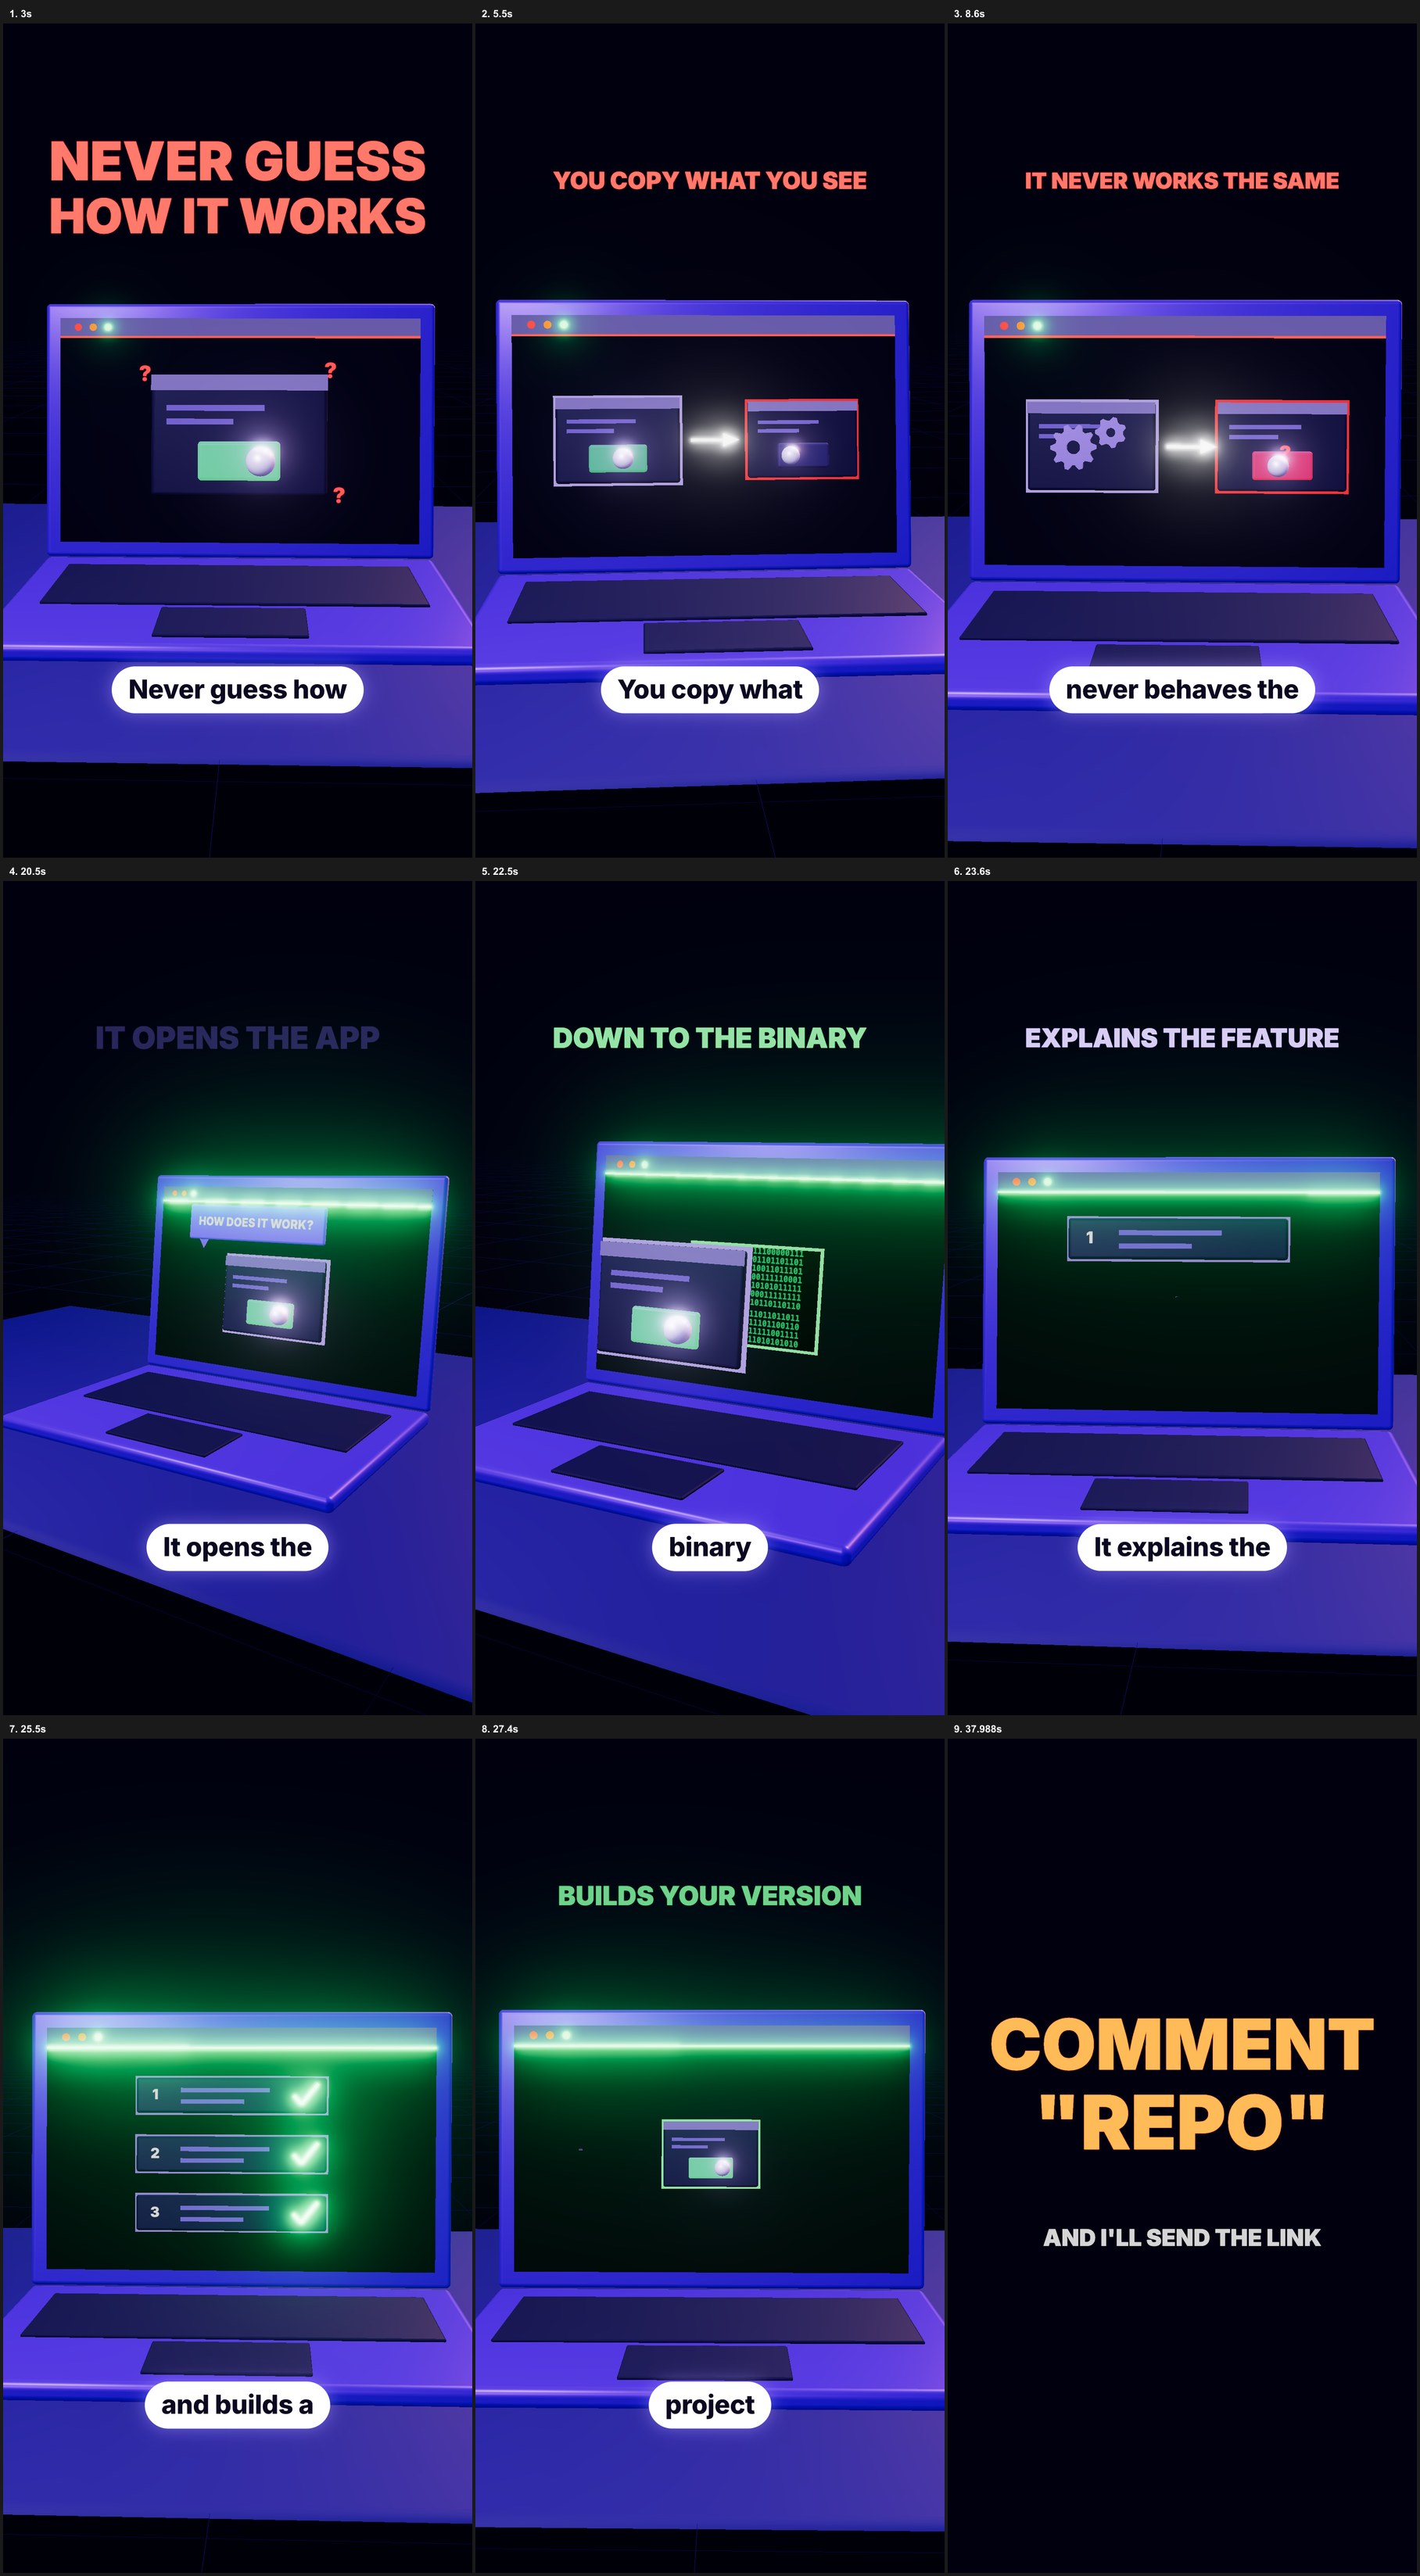 1. 3s
NEVER GUESS
HOW IT WORKS
?
?
?
Never guess how
2. 5.5s
YOU COPY WHAT YOU SEE
You copy what
3. 8.6s
IT NEVER WORKS THE SAME
?
never behaves the
4. 20.5s
IT OPENS THE APP
HOW DOES IT WORK?
It opens the
5. 22.5s
DOWN TO THE BINARY
binary
6. 23.6s
EXPLAINS THE FEATURE
1
It explains the
7. 25.5s
1
2
3
and builds a
8. 27.4s
BUILDS YOUR VERSION
project
9. 37.988s
COMMENT
"REPO"
AND I'LL SEND THE LINK